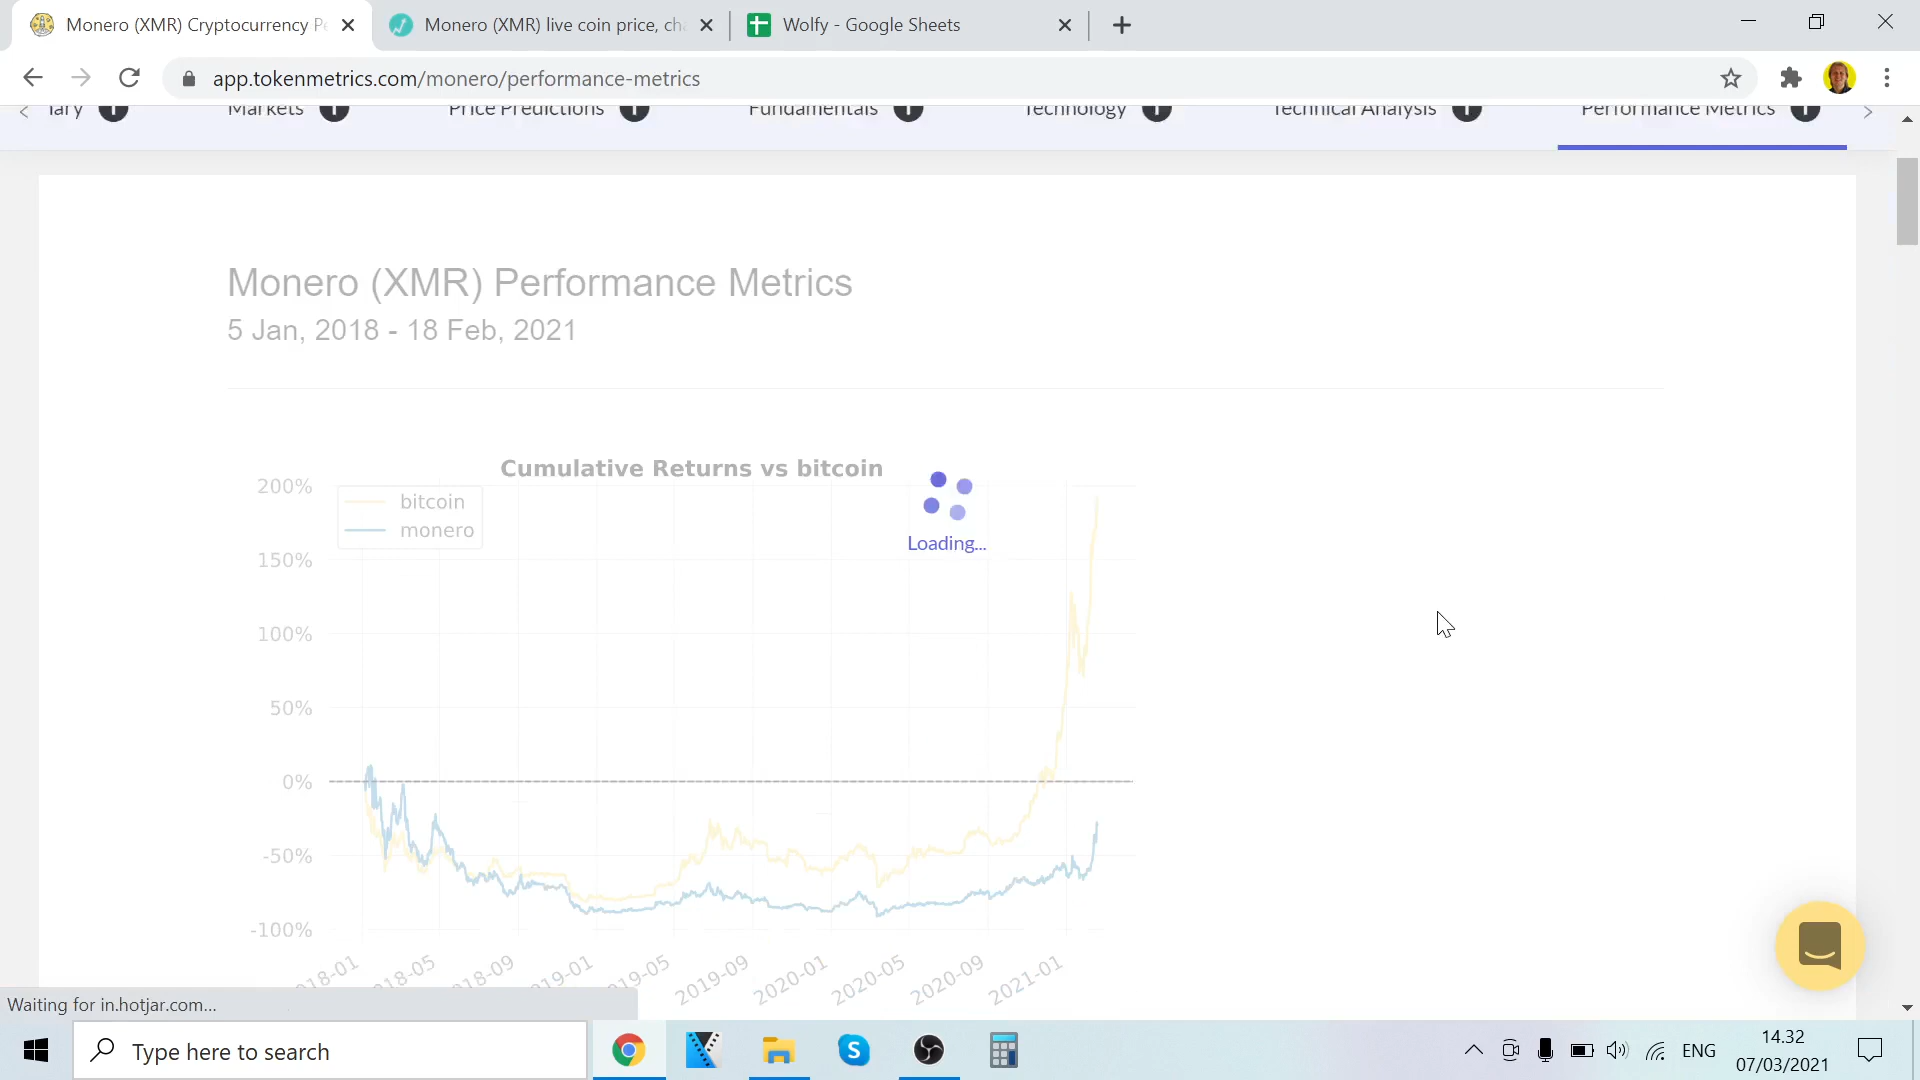 Monero (XMR) Cryptocurrency Pe
Monero (XMR) live coin price, cha
Wolfy - Google Sheets
app.tokenmetrics.com/monero/performance-metrics
Markets
Price Predictions
Fundamentals
Technology
Technical Analysis
Performance Metrics
Monero (XMR) Performance Metrics
5 Jan, 2018 - 18 Feb, 2021
Cumulative Returns vs bitcoin
200%
bitcoin
monero
150%
100%
50%
0%
-50%
-100%
Loading...
2019-09
2020-01
2020-05
2020-09
2021-01
Waiting for in.hotjar.com...
Type here to search
ENG
14.32
07/03/2021